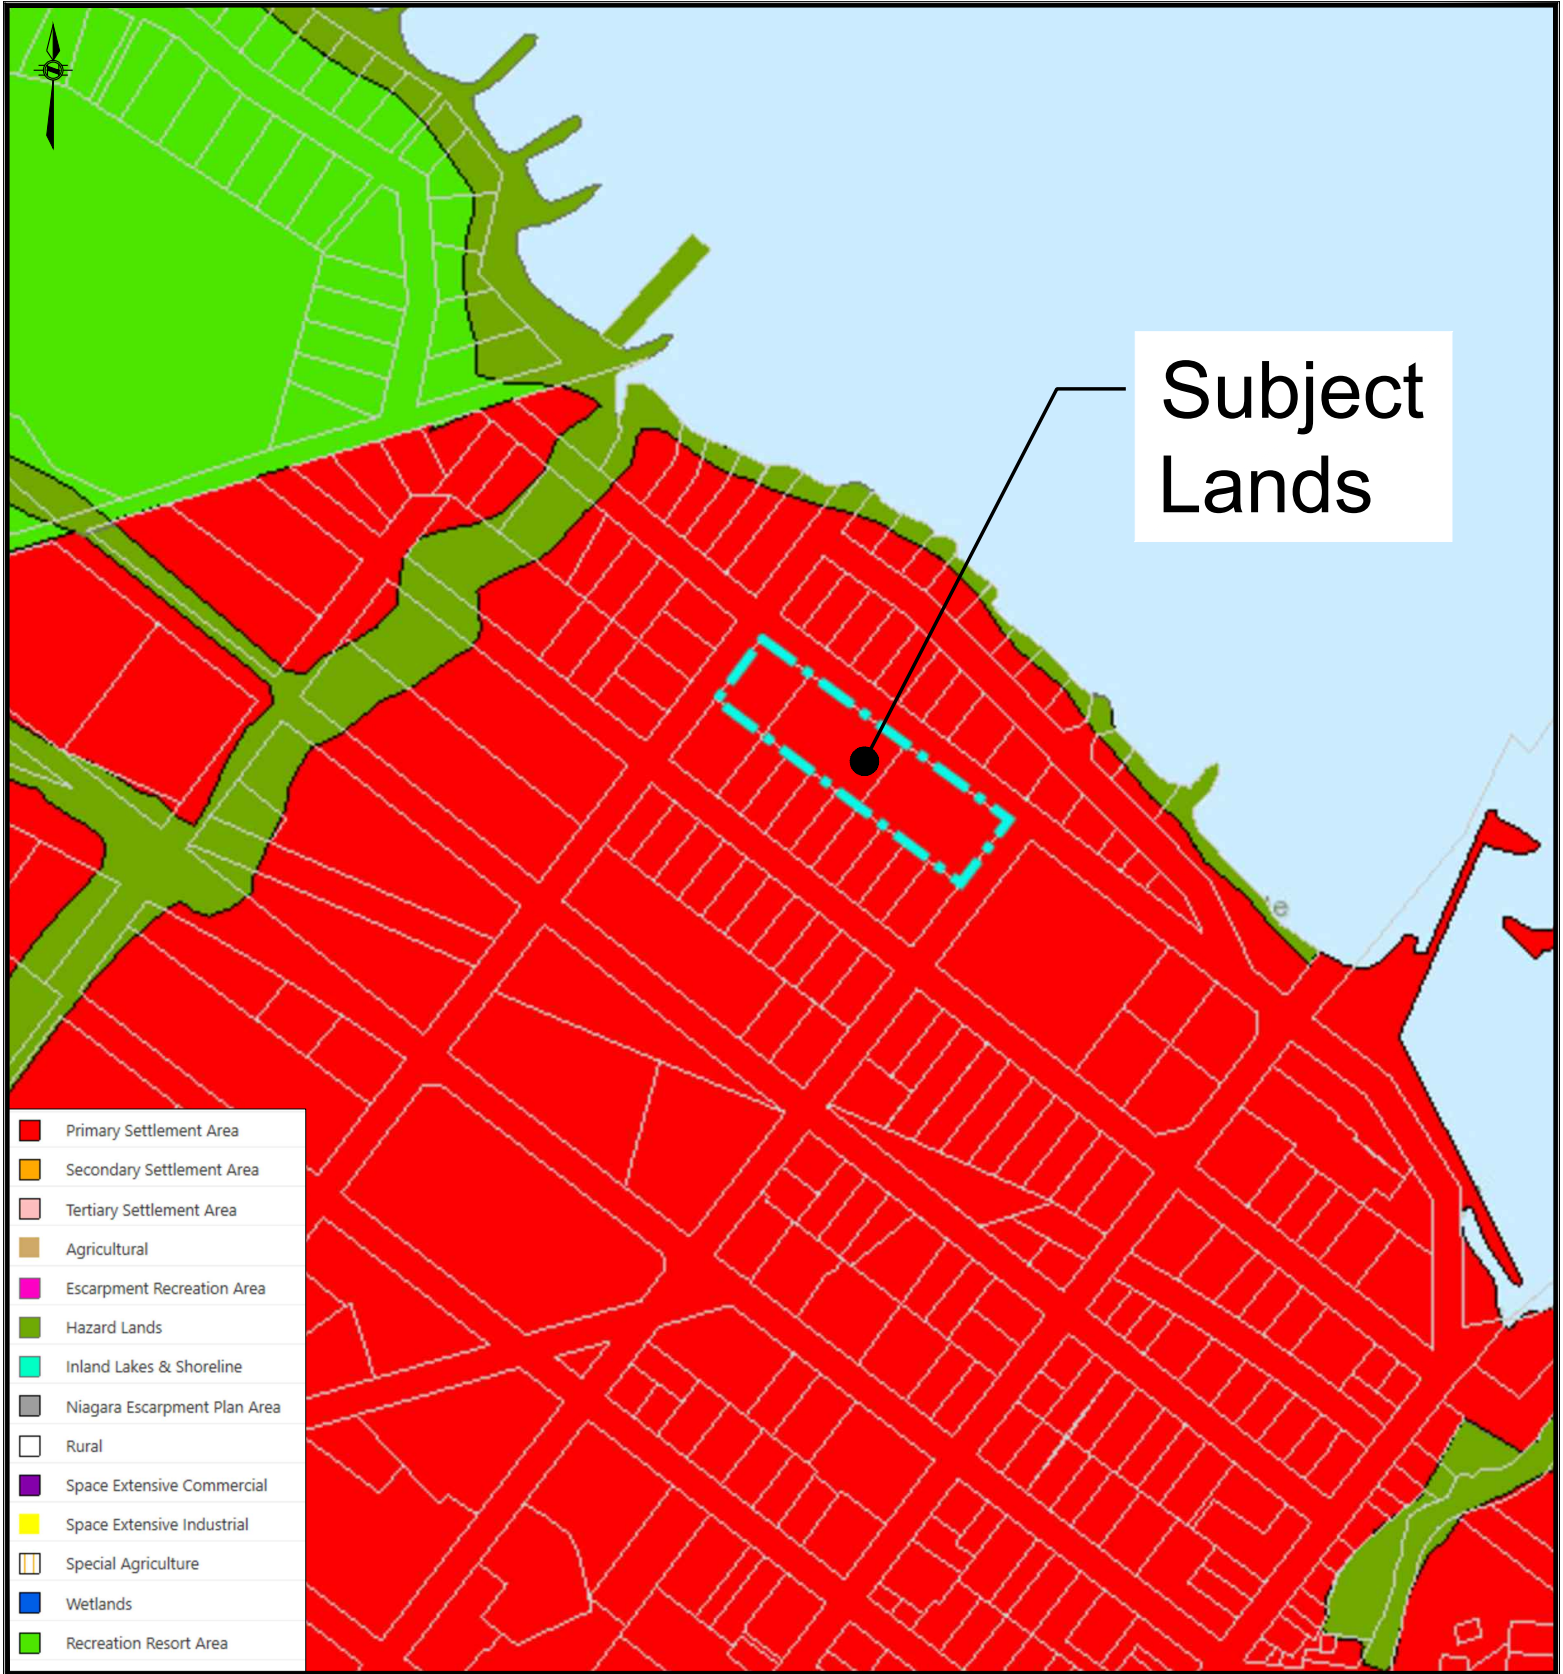 Subject
Lands
Primary Settlement Area
Secondary Settlement Area
Tertiary Settlement Area
Agricultural
Escarpment Recreation Area
Hazard Lands
Inland Lakes & Shoreline
Niagara Escarpment Plan Area
Rural
Space Extensive Commercial
Space Extensive Industrial
Special Agriculture
Wetlands
Recreation Resort Area